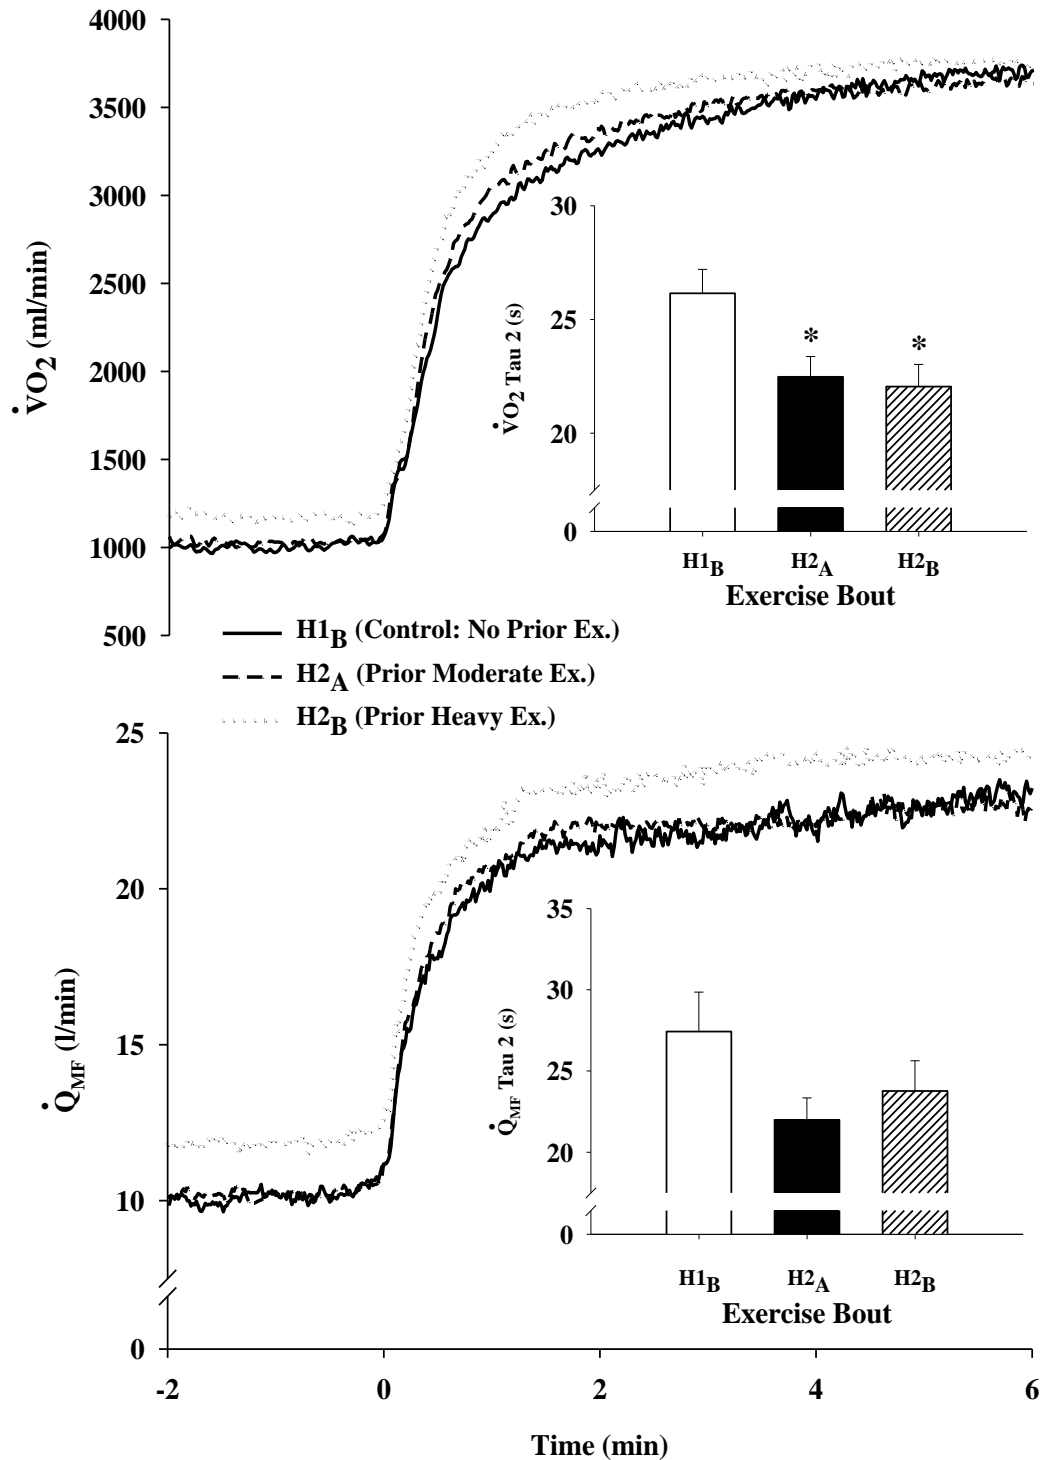 4000
3500
3000
2500
2000
1500
1000
500
V̇O2 (ml/min)
30
25
20
0
V̇O2 Tau 2 (s)
*
*
H1B
H2A
H2B
Exercise Bout
H1B (Control: No Prior Ex.)
H2A (Prior Moderate Ex.)
H2B (Prior Heavy Ex.)
25
20
15
10
0
Q̇MF (l/min)
35
30
25
20
0
Q̇MF Tau 2 (s)
H1B
H2A
H2B
Exercise Bout
-2
0
2
4
6
Time (min)